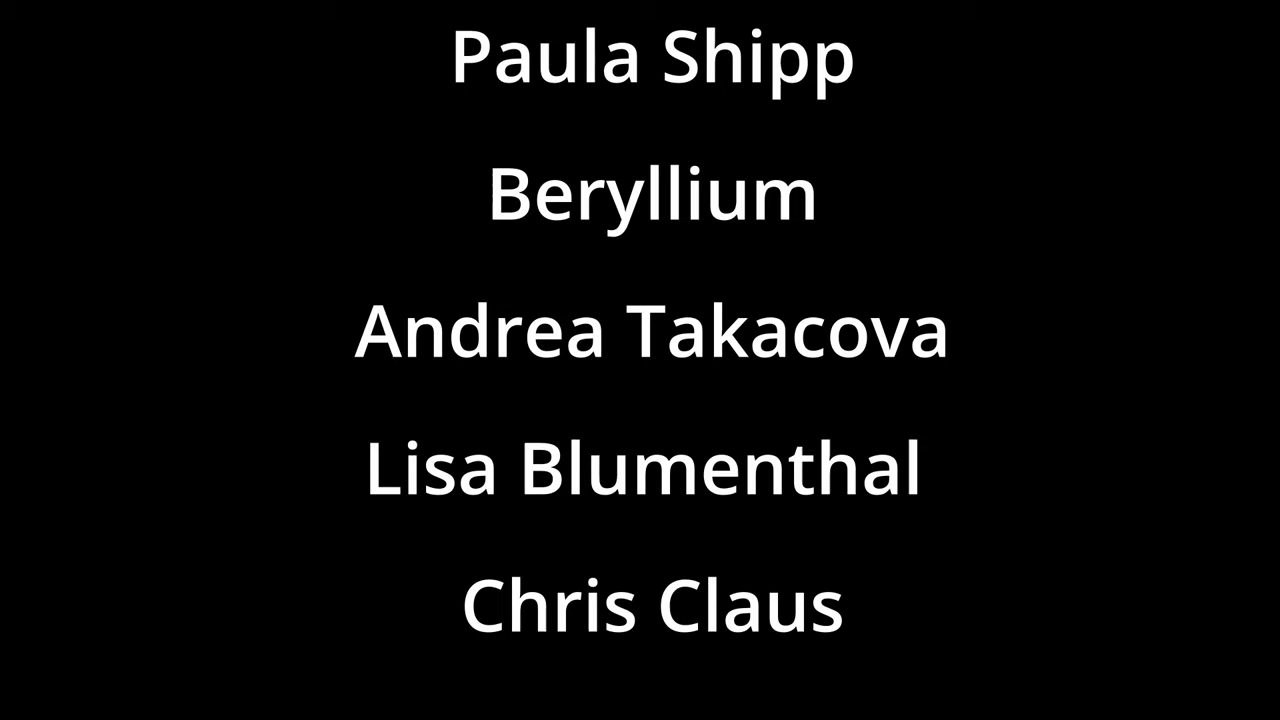 Paula Shipp
Beryllium
Andrea Takacova
Lisa Blumenthal
Chris Claus